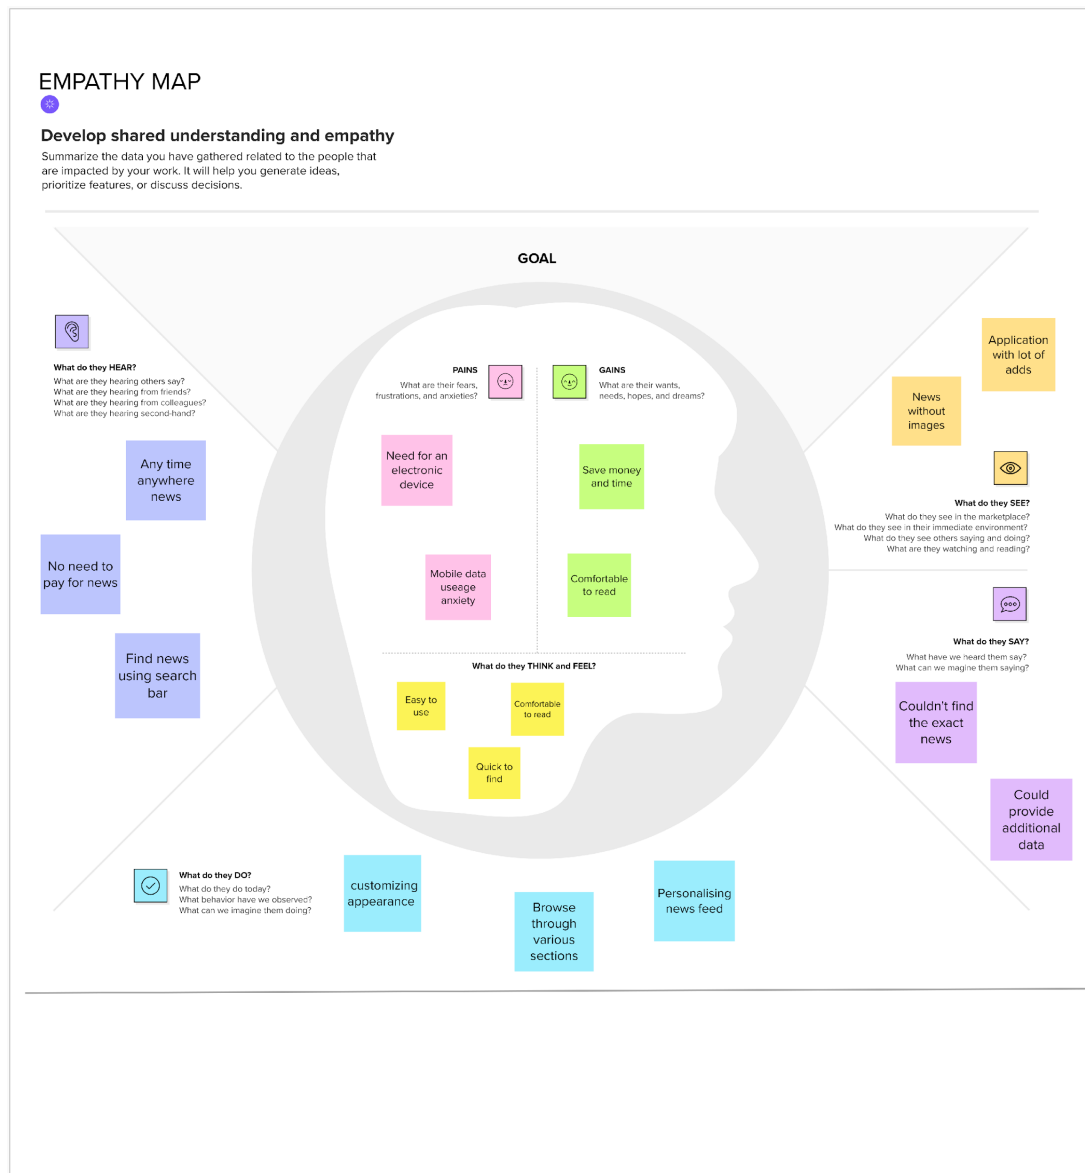 EMPATHY MAP
Develop shared understanding and empathy
Summarize the data you have gathered related to the people that
are impacted by your work. It will help you generate ideas,
prioritize features, or discuss decisions.
GOAL
What do they HEAR?
What are they hearing others say?
What are they hearing from friends?
What are they hearing from colleagues?
What are they hearing second-hand?
Any time
anywhere
news
No need to
pay for news
Find news
using search
bar
PAINS
What are their fears,
frustrations, and anxieties?
Need for an
electronic
device
Mobile data
useage
anxiety
GAINS
What are their wants,
needs, hopes, and dreams?
Save money
and time
Comfortable
to read
What do they THINK and FEEL?
Easy to
use
Comfortable
to read
Quick to
find
Application
with lot of
adds
News
without
images
What do they SEE?
What do they see in the marketplace?
What do they see in their immediate environment?
What do they see others saying and doing?
What are they watching and reading?
What do they SAY?
What have we heard them say?
What can we magine them saying?
Couldn't find
the exact
news
Could
provide
additional
data
What do they DO?
What do they do today?
What behavior have we observed?
What can we imagine them doing?
customizing
appearance
Browse
through
various
sections
Personalising
news feed